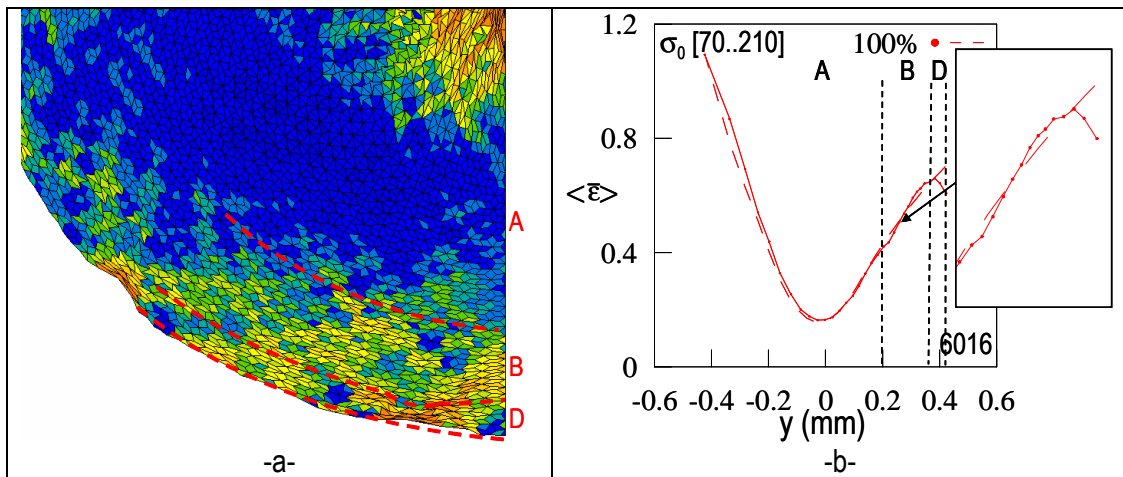 A
B
D
-a-
1.2
0.8
0.4
0
<ε̄>
σ₀ [70..210]
100%
A B D
6016
-0.6 -0.4 -0.2 0 0.2 0.4 0.6
y (mm)
-b-